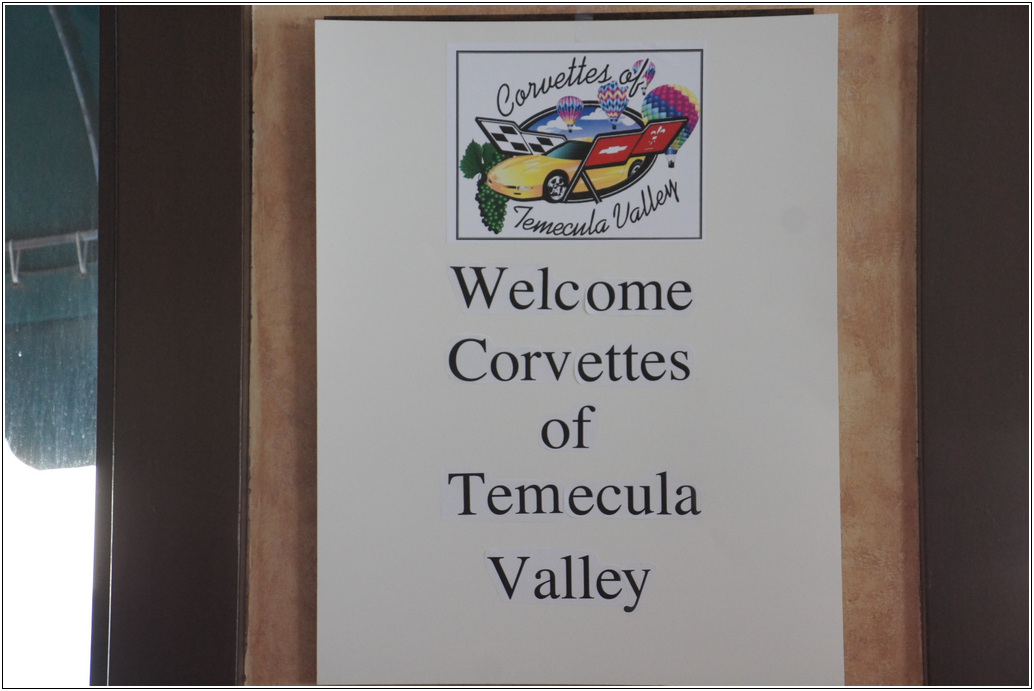 Corvettes of
Temecula Valley
Welcome
Corvettes
of
Temecula
Valley